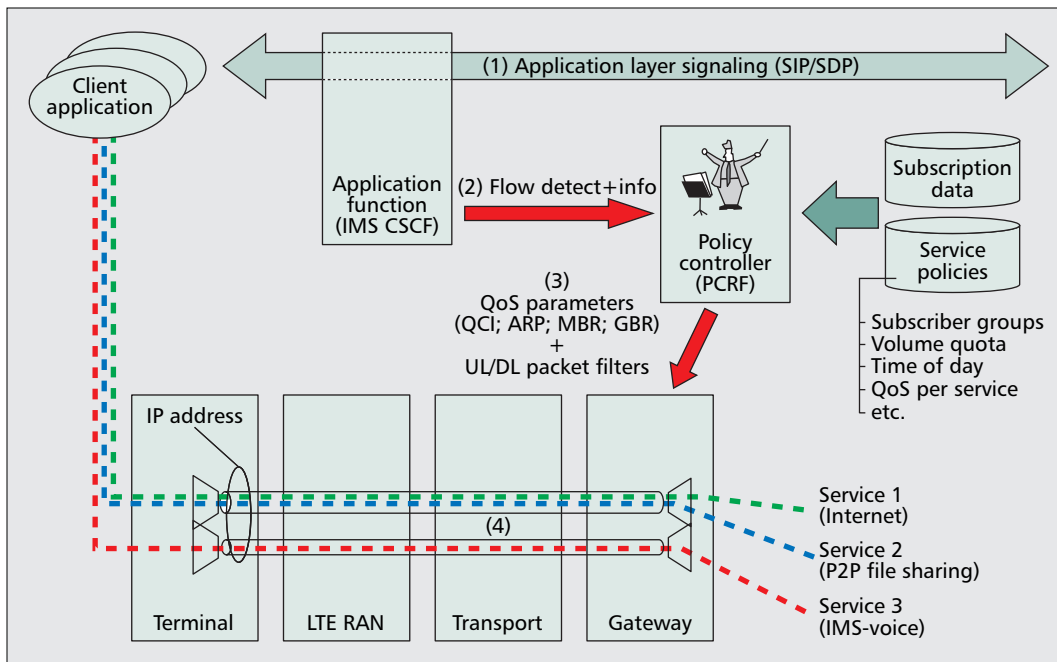 (1) Application layer signaling (SIP/SDP)
Client
application
Application
function
(IMS CSCF)
(2) Flow detect+info
Policy
controller
(PCRF)
Subscription
data
Service
policies
Subscriber groups
Volume quota
Time of day
QoS per service
etc.
(3)
QoS parameters
(QCI; ARP; MBR; GBR)
+
UL/DL packet filters
IP address
(4)
Terminal
LTE RAN
Transport
Gateway
Service 1
(Internet)
Service 2
(P2P file sharing)
Service 3
(IMS-voice)